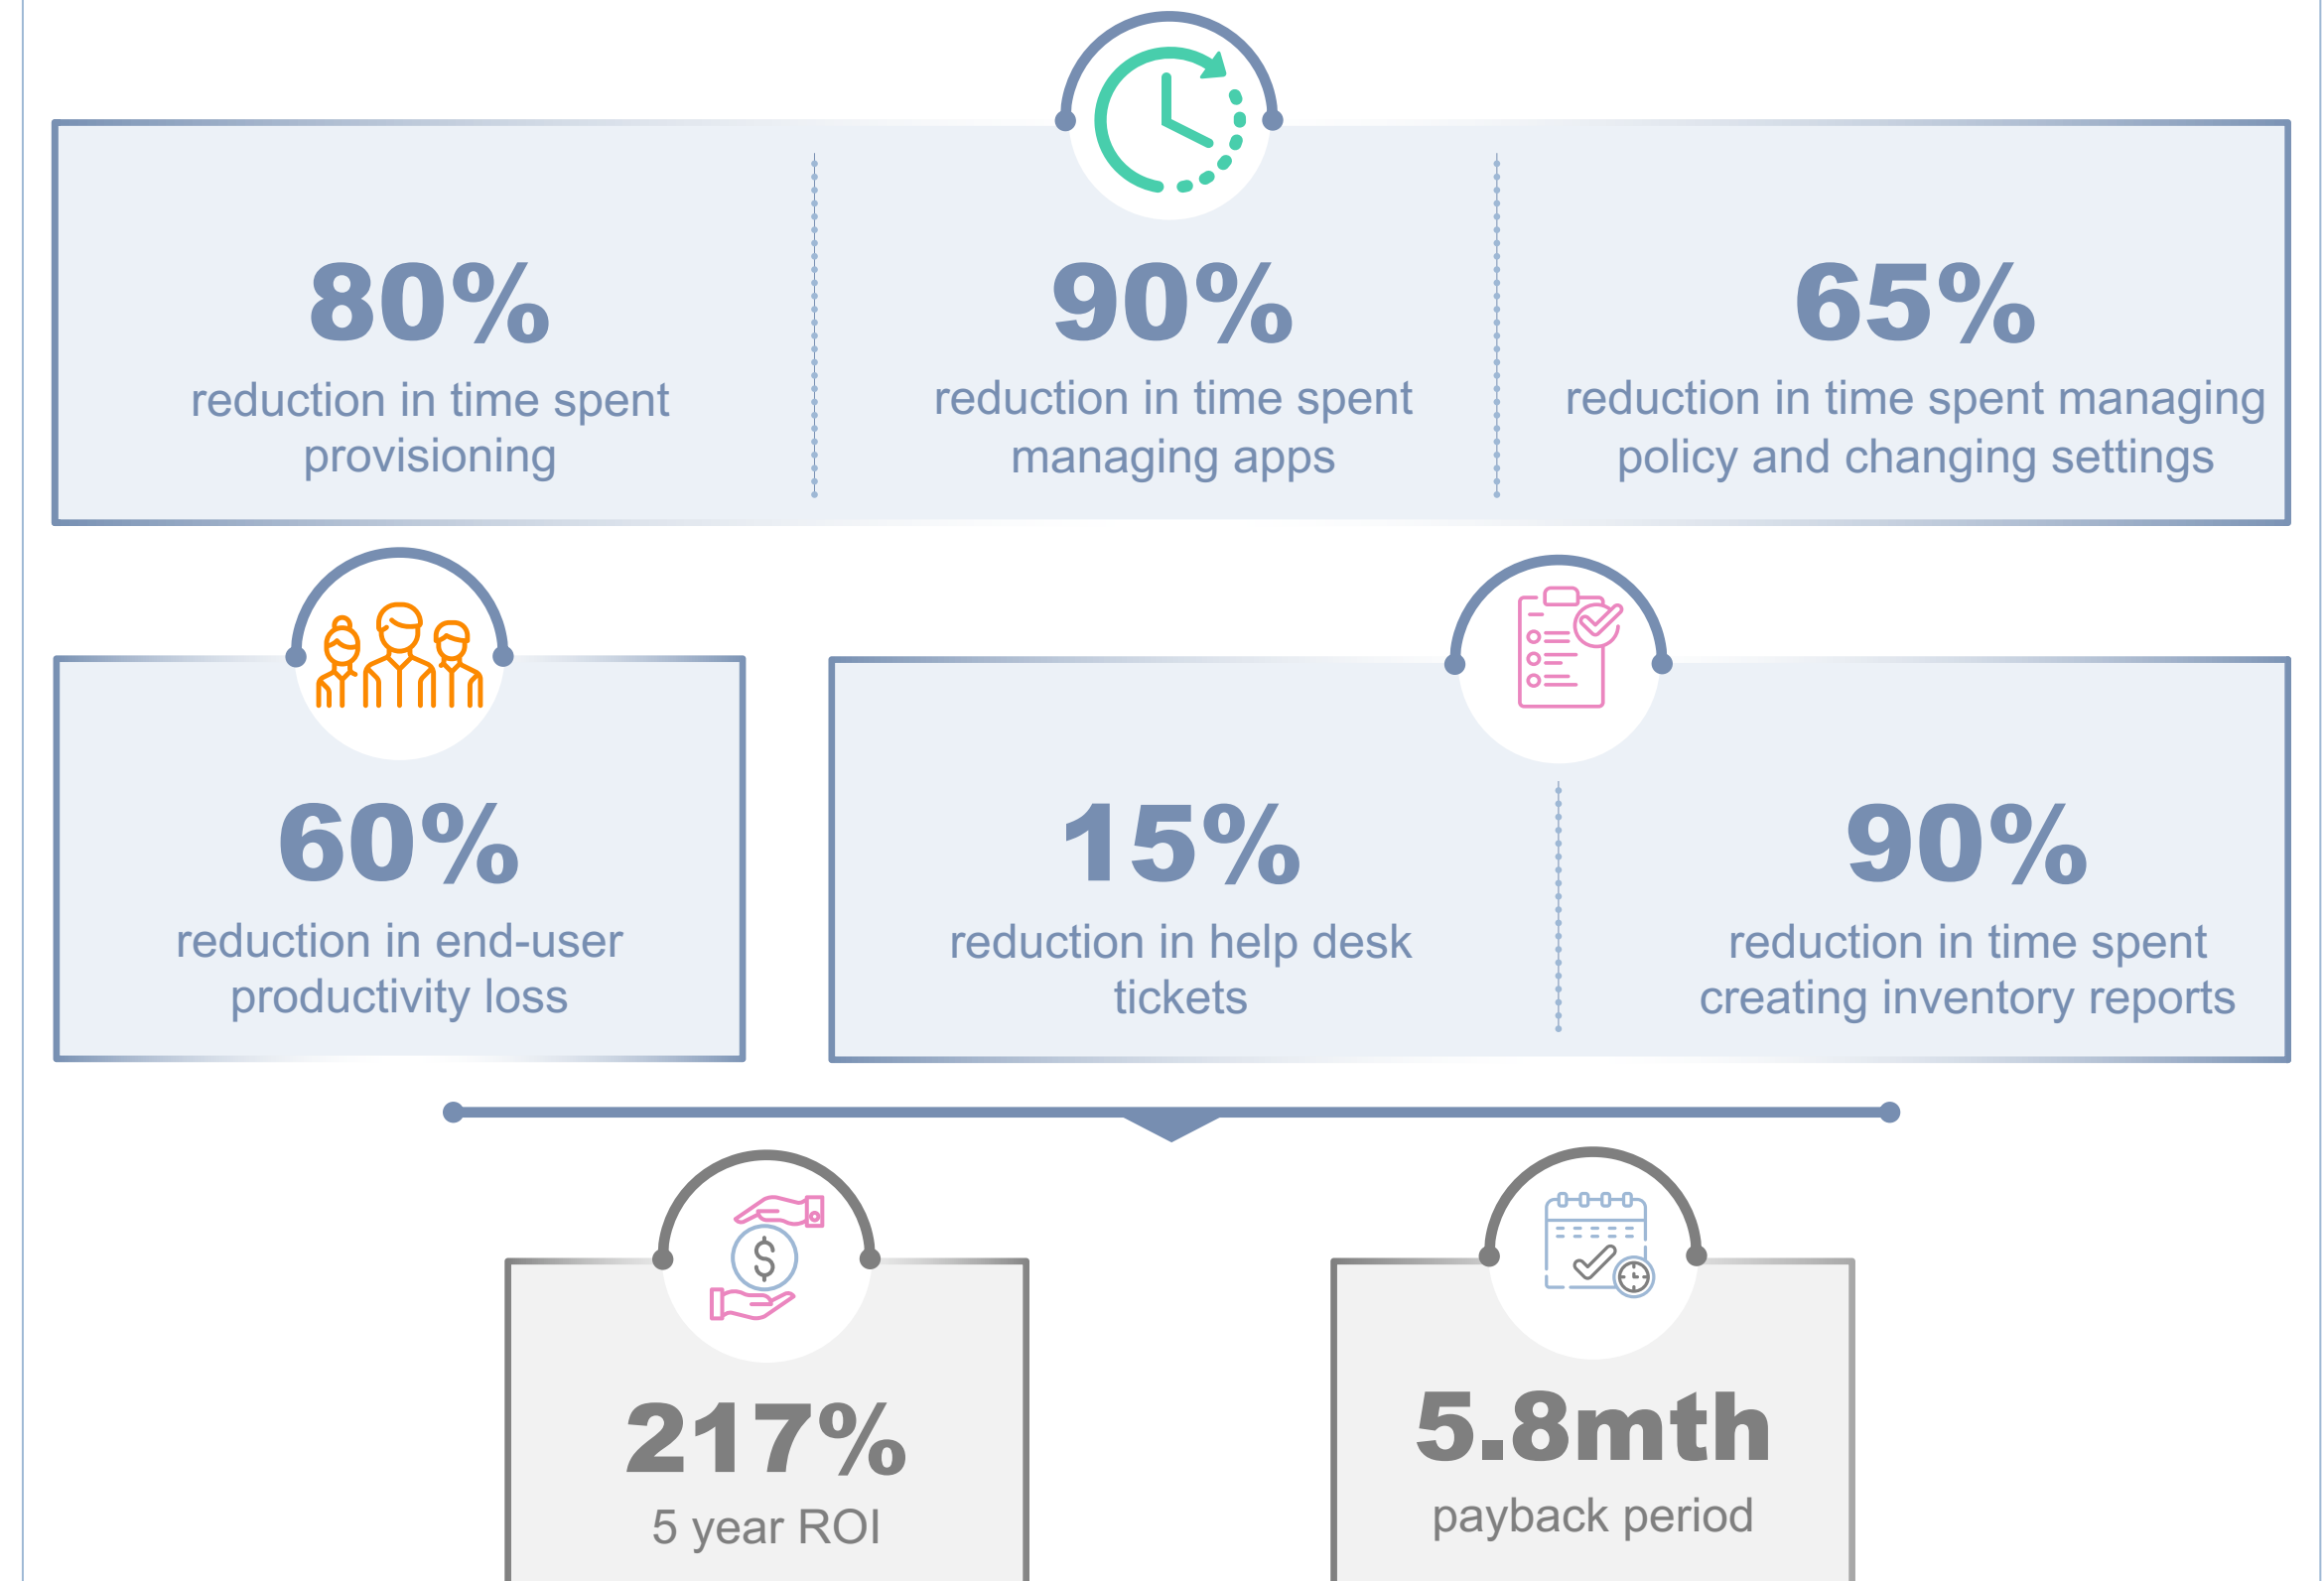 80%
reduction in time spent
provisioning
90%
reduction in time spent
managing apps
65%
reduction in time spent managing
policy and changing settings
60%
reduction in end-user
productivity loss
15%
reduction in help desk
tickets
90%
reduction in time spent
creating inventory reports
$
217%
5 year ROI
5.8mth
payback period